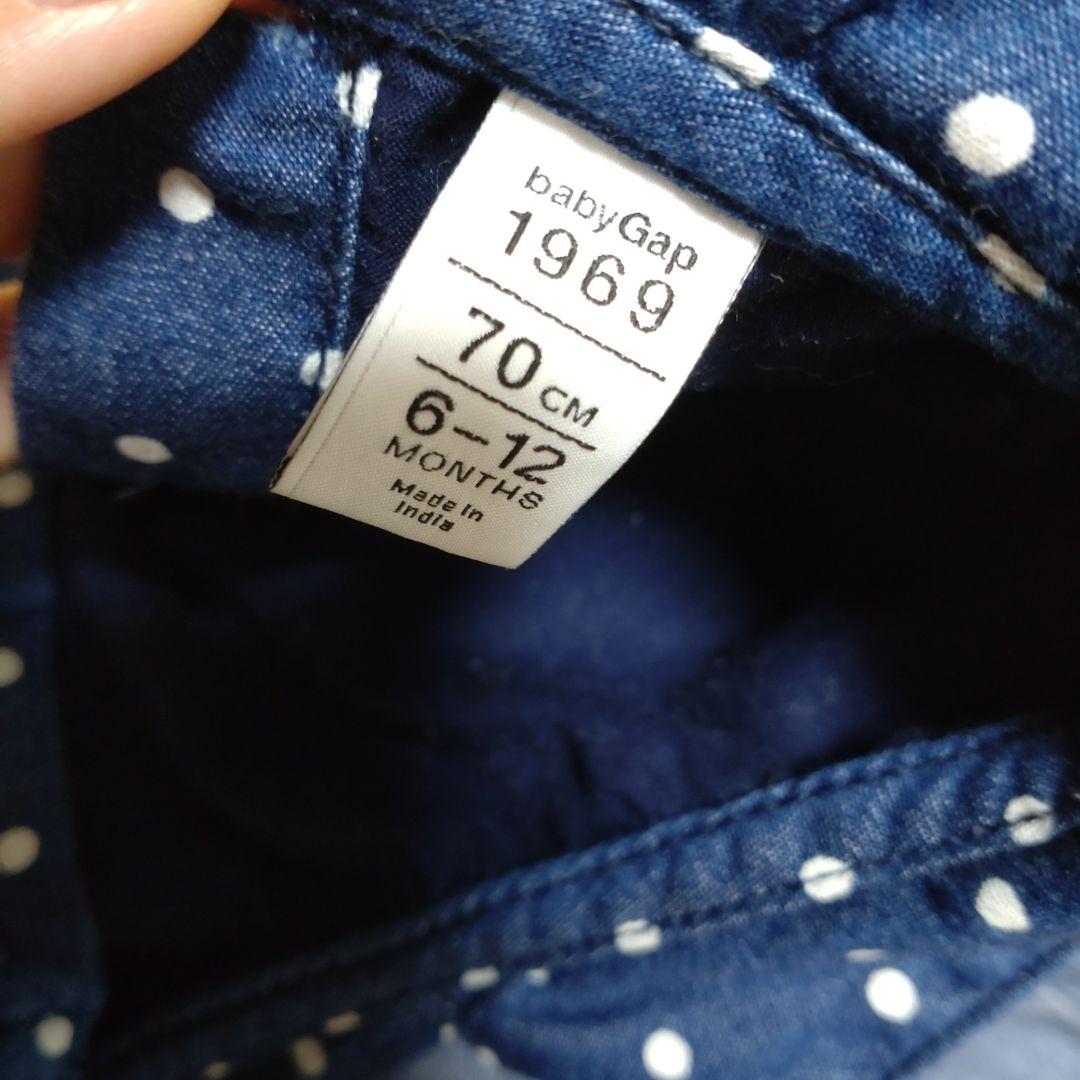 babyGap
1969
70 CM
6-12
MONTHS
Made in
India